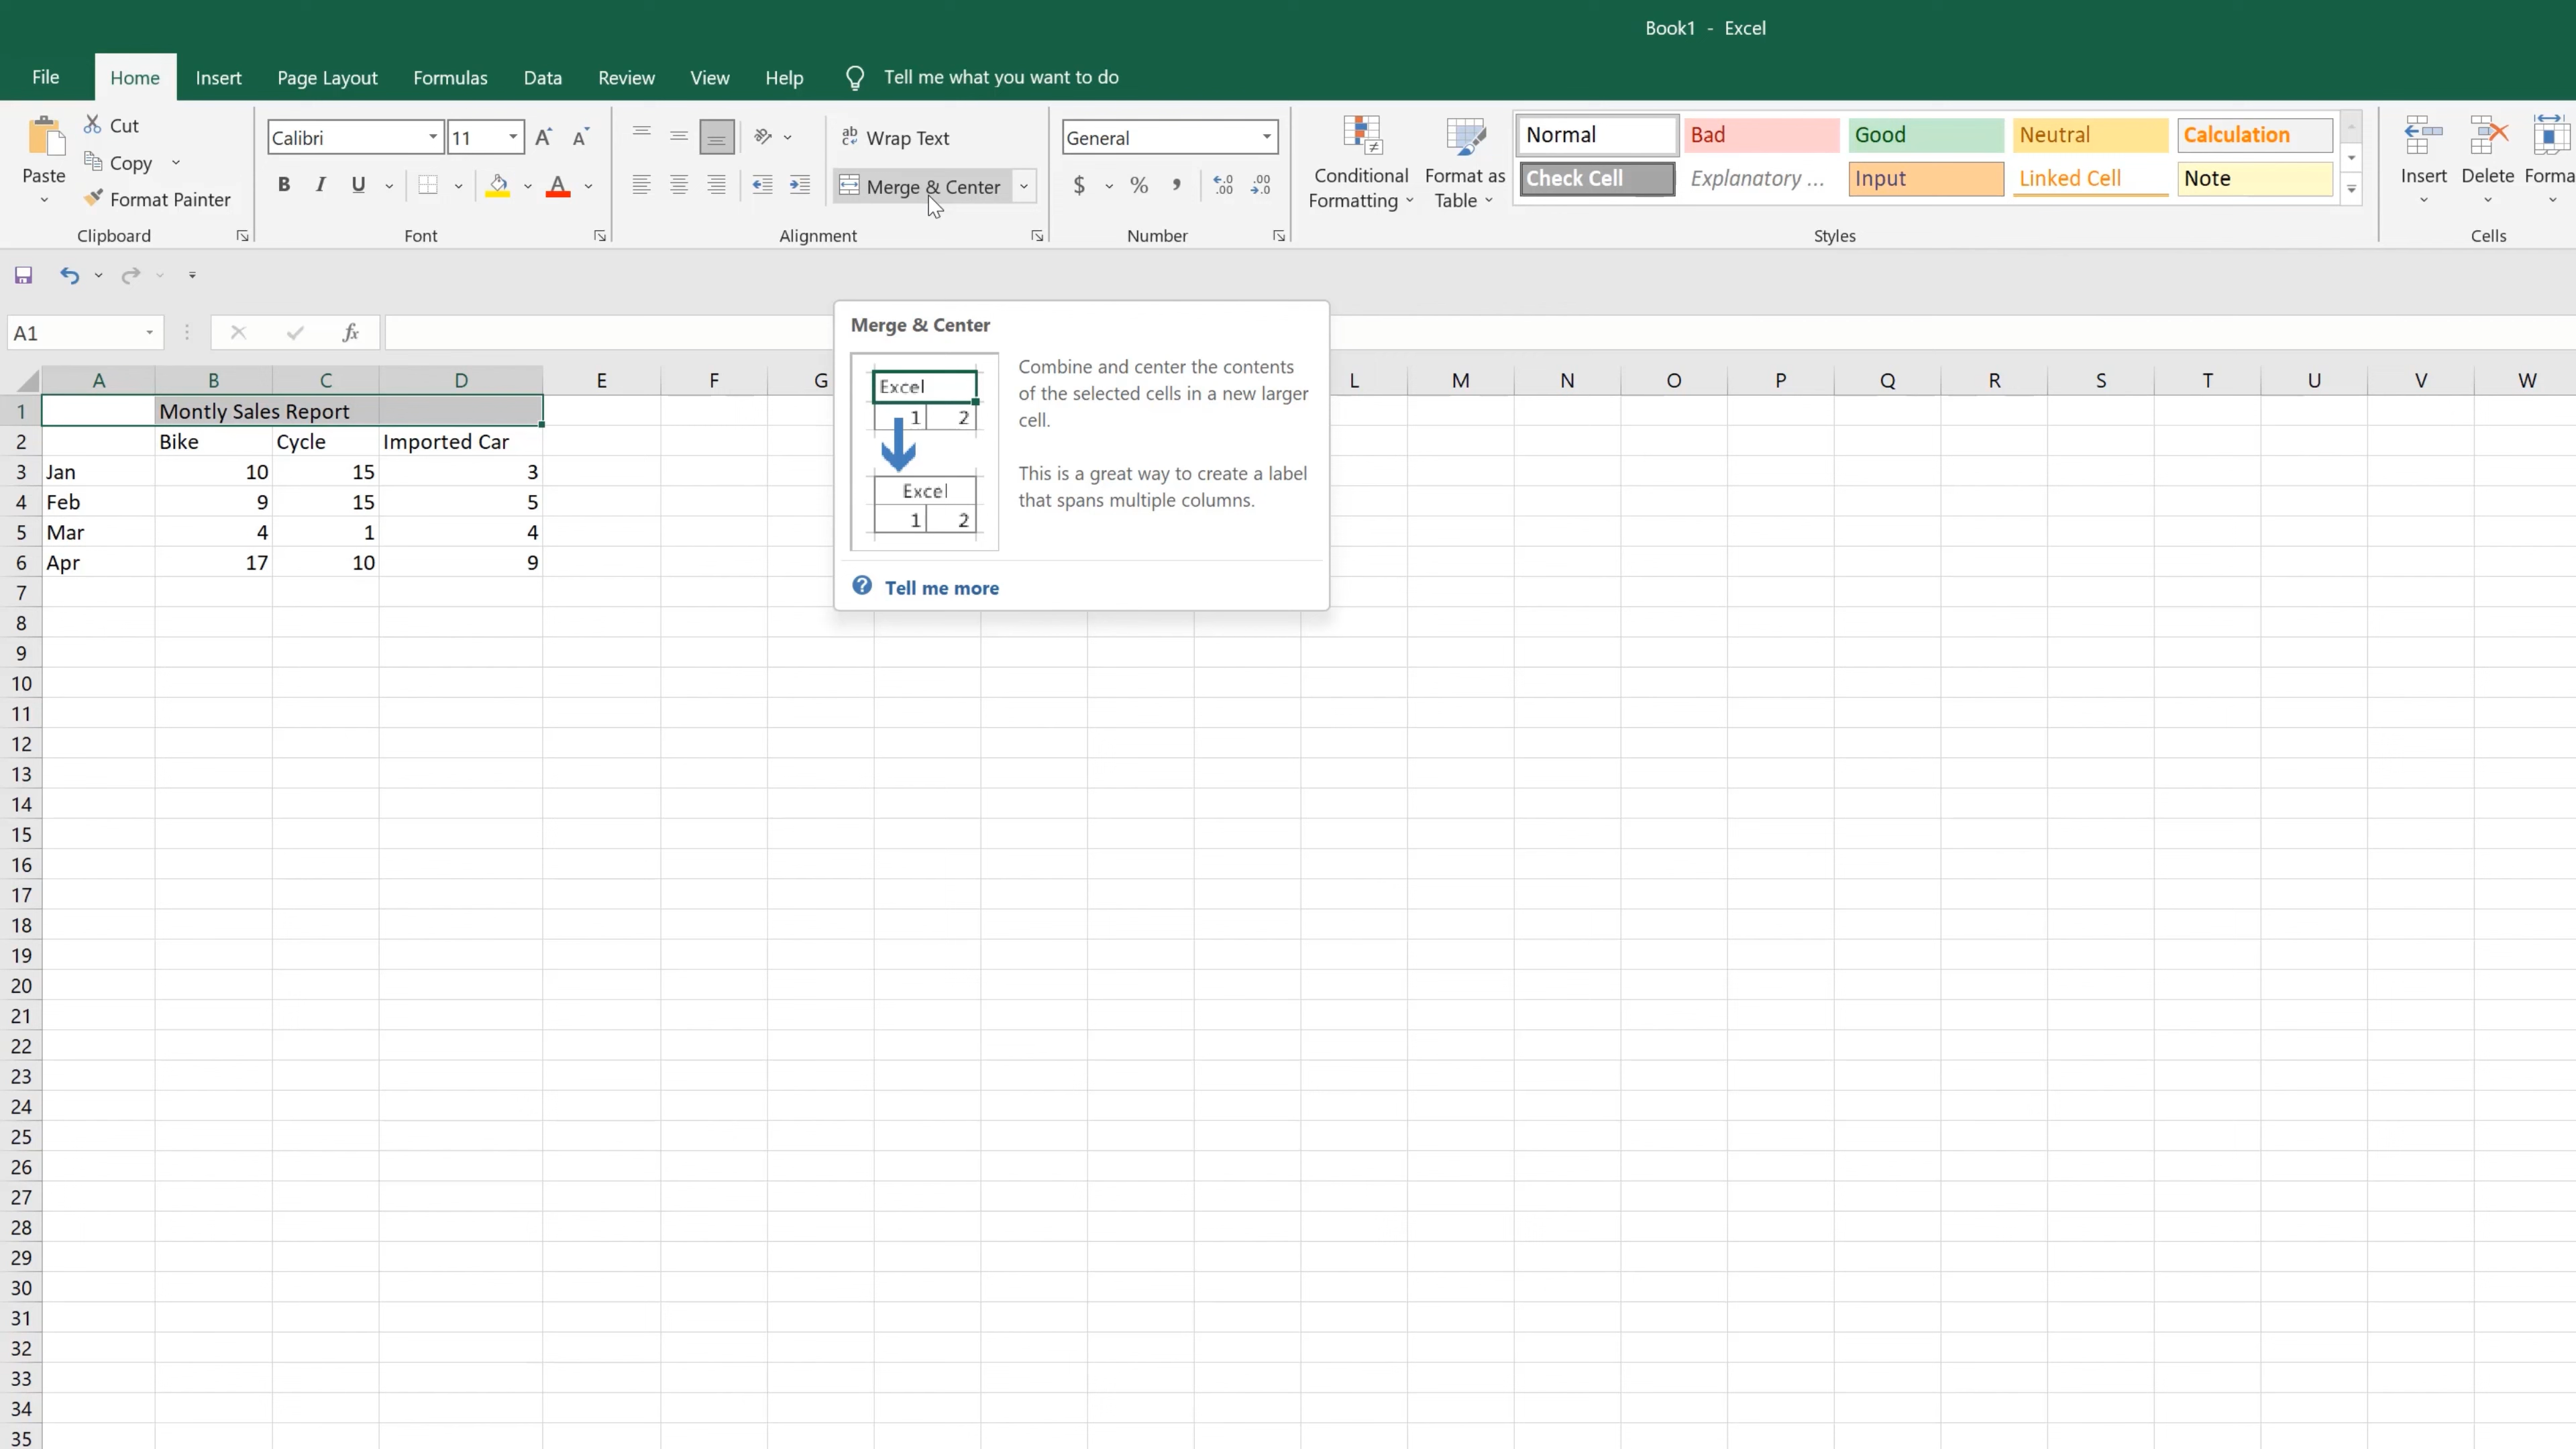 Book1 - Excel
File Home Insert Page Layout Formulas Data Review View Help Tell me what you want to do
Paste
Cut
Copy
Format Painter
Clipboard
Calibri 11 A A
B I U A
Font
ab Wrap Text
Merge & Center
Alignment
General
$ % , .0 .00 .00 .0
Number
Conditional Formatting
Format as Table
Normal Bad Good Neutral Calculation
Check Cell Explanatory ... Input Linked Cell Note
Styles
Insert Delete Forma
Cells
A1 fx
Merge & Center
Excel
1 2
Excel
1 2
Combine and center the contents
of the selected cells in a new larger
cell.
This is a great way to create a label
that spans multiple columns.
? Tell me more
A B C D E F G L M N O P Q R S T U V W
1 Montly Sales Report
2 Bike Cycle Imported Car
3 Jan 10 15 3
4 Feb 9 15 5
5 Mar 4 1 4
6 Apr 17 10 9
7
8
9
10
11
12
13
14
15
16
17
18
19
20
21
22
23
24
25
26
27
28
29
30
31
32
33
34
35